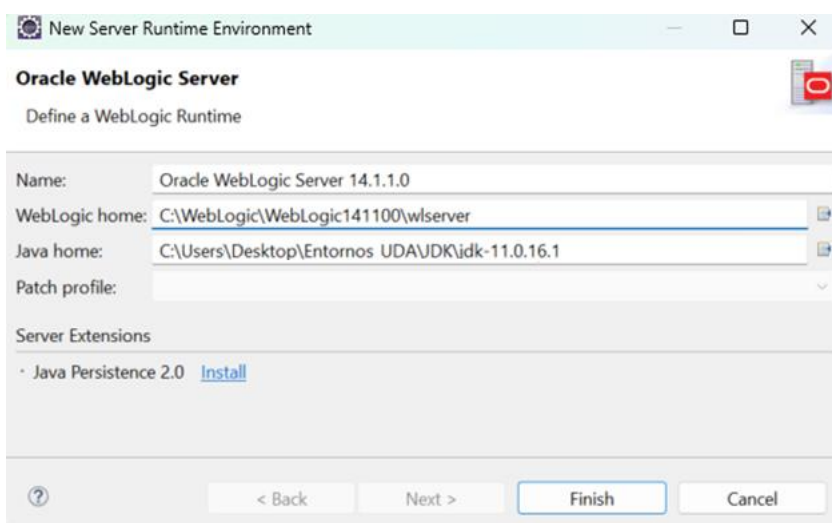 New Server Runtime Environment
Oracle WebLogic Server
Define a WebLogic Runtime
Name: Oracle WebLogic Server 14.1.1.0
WebLogic home: C:\WebLogic\WebLogic141100\wlserver
Java home: C:\Users\Desktop\Entornos UDA\JDK\jdk-11.0.16.1
Patch profile:
Server Extensions
· Java Persistence 2.0 Install
? < Back Next > Finish Cancel